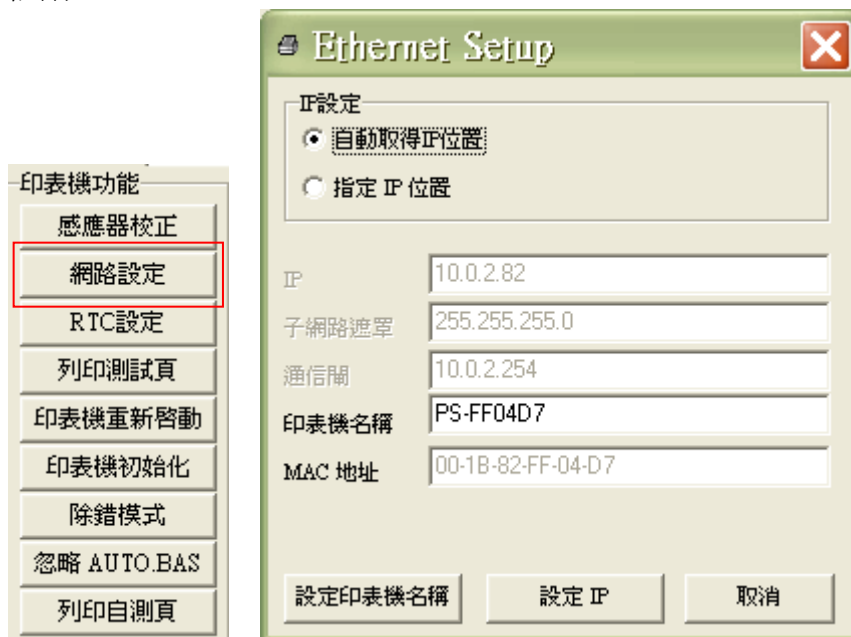 印表機功能
感應器校正
網路設定
RTC設定
列印測試頁
印表機重新啓動
印表機初始化
除錯模式
忽略 AUTO.BAS
列印自測頁
Ethernet Setup
IP設定
自動取得IP位置
指定 IP 位置
IP 10.0.2.82
子網路遮罩 255.255.255.0
通信閘 10.0.2.254
印表機名稱 PS-FF04D7
MAC 地址 00-1B-82-FF-04-D7
設定印表機名稱 設定 IP 取消